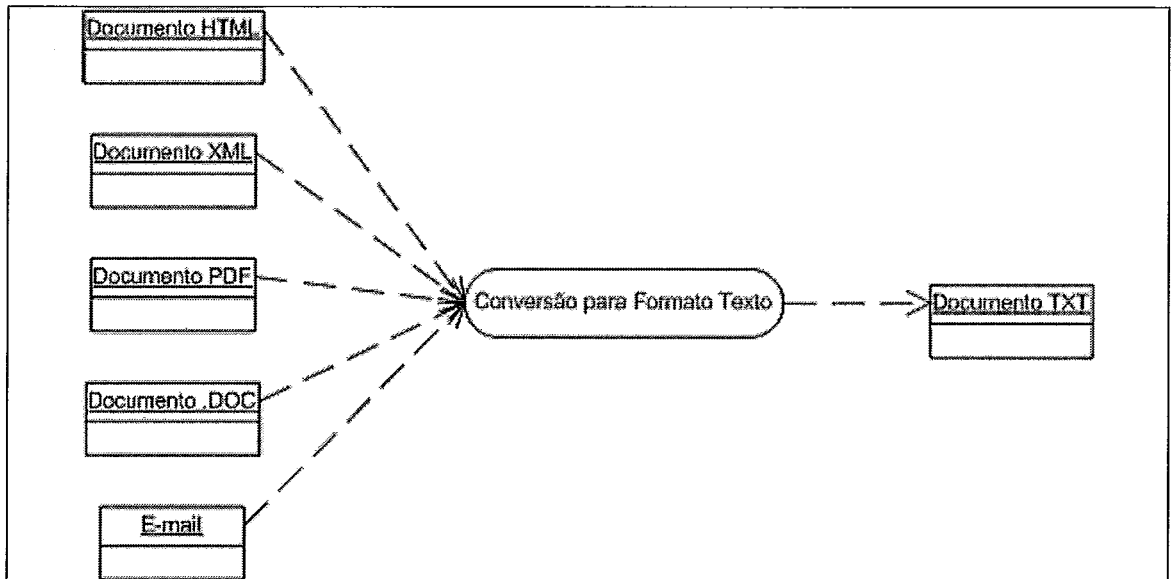 Documento HTML
Documento XML
Documento PDF
Conversão para Formato Texto
Documento TXT
Documento .DOC
E-mail